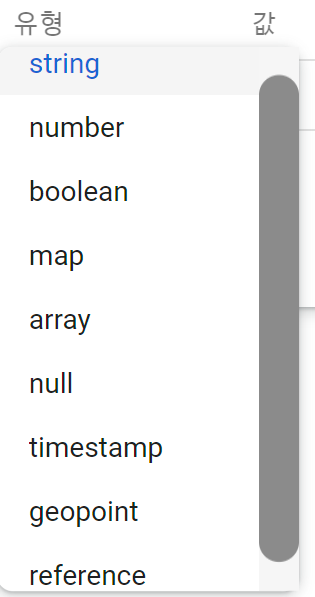 유형 값
string
number
boolean
map
array
null
timestamp
geopoint
reference